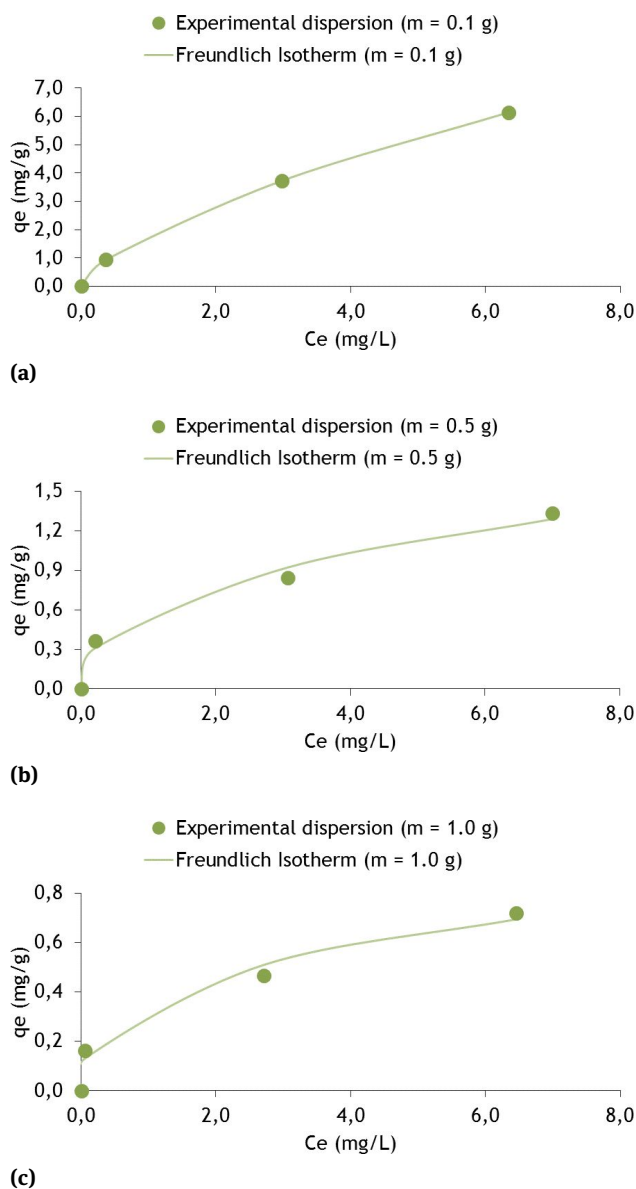 Experimental dispersion (m = 0.1 g)
Freundlich Isotherm (m = 0.1 g)
7,0
6,0
5,0
4,0
3,0
2,0
1,0
0,0
qe (mg/g)
0,0 2,0 4,0 6,0 8,0
Ce (mg/L)
(a)
Experimental dispersion (m = 0.5 g)
Freundlich Isotherm (m = 0.5 g)
1,5
1,2
0,9
0,6
0,3
0,0
qe (mg/g)
0,0 2,0 4,0 6,0 8,0
Ce (mg/L)
(b)
Experimental dispersion (m = 1.0 g)
Freundlich Isotherm (m = 1.0 g)
0,8
0,6
0,4
0,2
0,0
qe (mg/g)
0,0 2,0 4,0 6,0 8,0
Ce (mg/L)
(c)